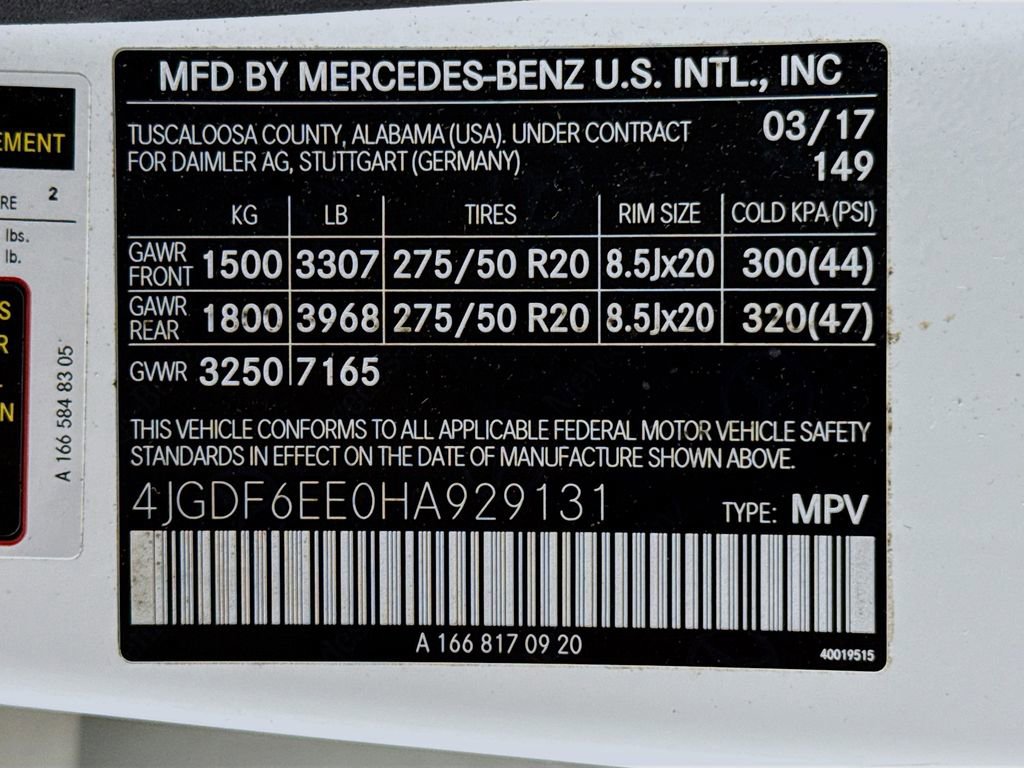 MFD BY MERCEDES-BENZ U.S. INTL., INC
TUSCALOOSA COUNTY, ALABAMA (USA). UNDER CONTRACT
FOR DAIMLER AG, STUTTGART (GERMANY)
03/17
149
KG LB TIRES RIM SIZE COLD KPA (PSI)
GAWR FRONT 1500 3307 275/50 R20 8.5Jx20 300(44)
GAWR REAR 1800 3968 275/50 R20 8.5Jx20 320(47)
GVWR 3250 7165
THIS VEHICLE CONFORMS TO ALL APPLICABLE FEDERAL MOTOR VEHICLE SAFETY
STANDARDS IN EFFECT ON THE DATE OF MANUFACTURE SHOWN ABOVE.
4JGDF6EE0HA929131 TYPE: MPV
A 166 817 09 20
40019515
2
lbs.
lb.
A 166 584 83 05